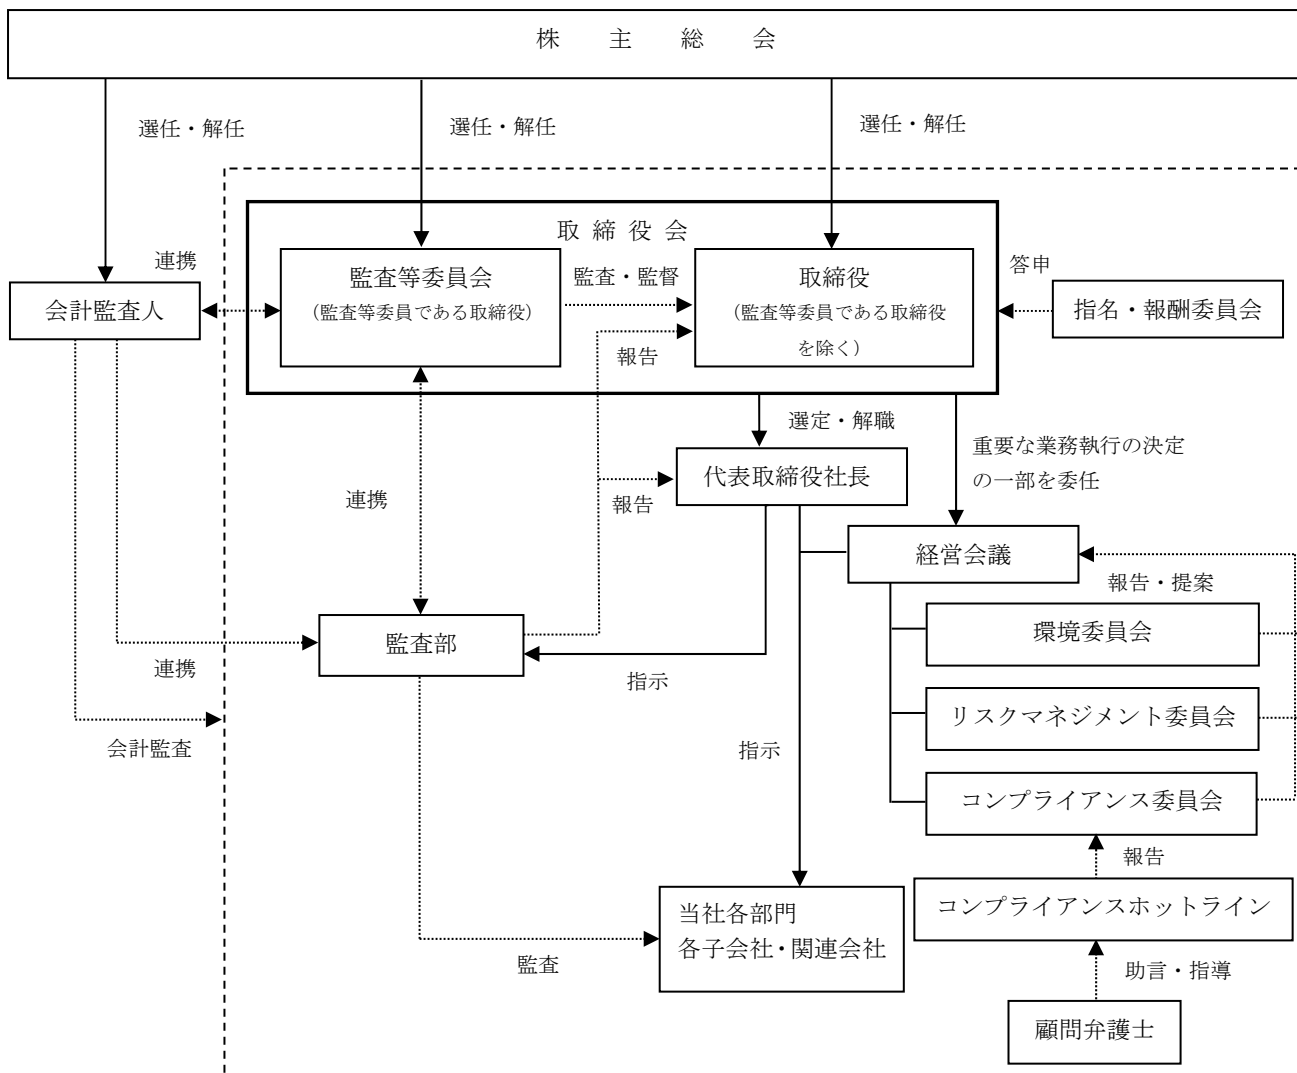 株主総会
選任・解任
選任・解任
選任・解任
取締役会
連携
監査等委員会
（監査等委員である取締役）
監査・監督
取締役
（監査等委員である取締役
を除く）
答申
会計監査人
指名・報酬委員会
報告
選定・解職
重要な業務執行の決定
の一部を委任
代表取締役社長
報告
連携
経営会議
報告・提案
環境委員会
監査部
連携
指示
リスクマネジメント委員会
会計監査
指示
コンプライアンス委員会
報告
コンプライアンスホットライン
当社各部門
各子会社・関連会社
監査
助言・指導
顧問弁護士